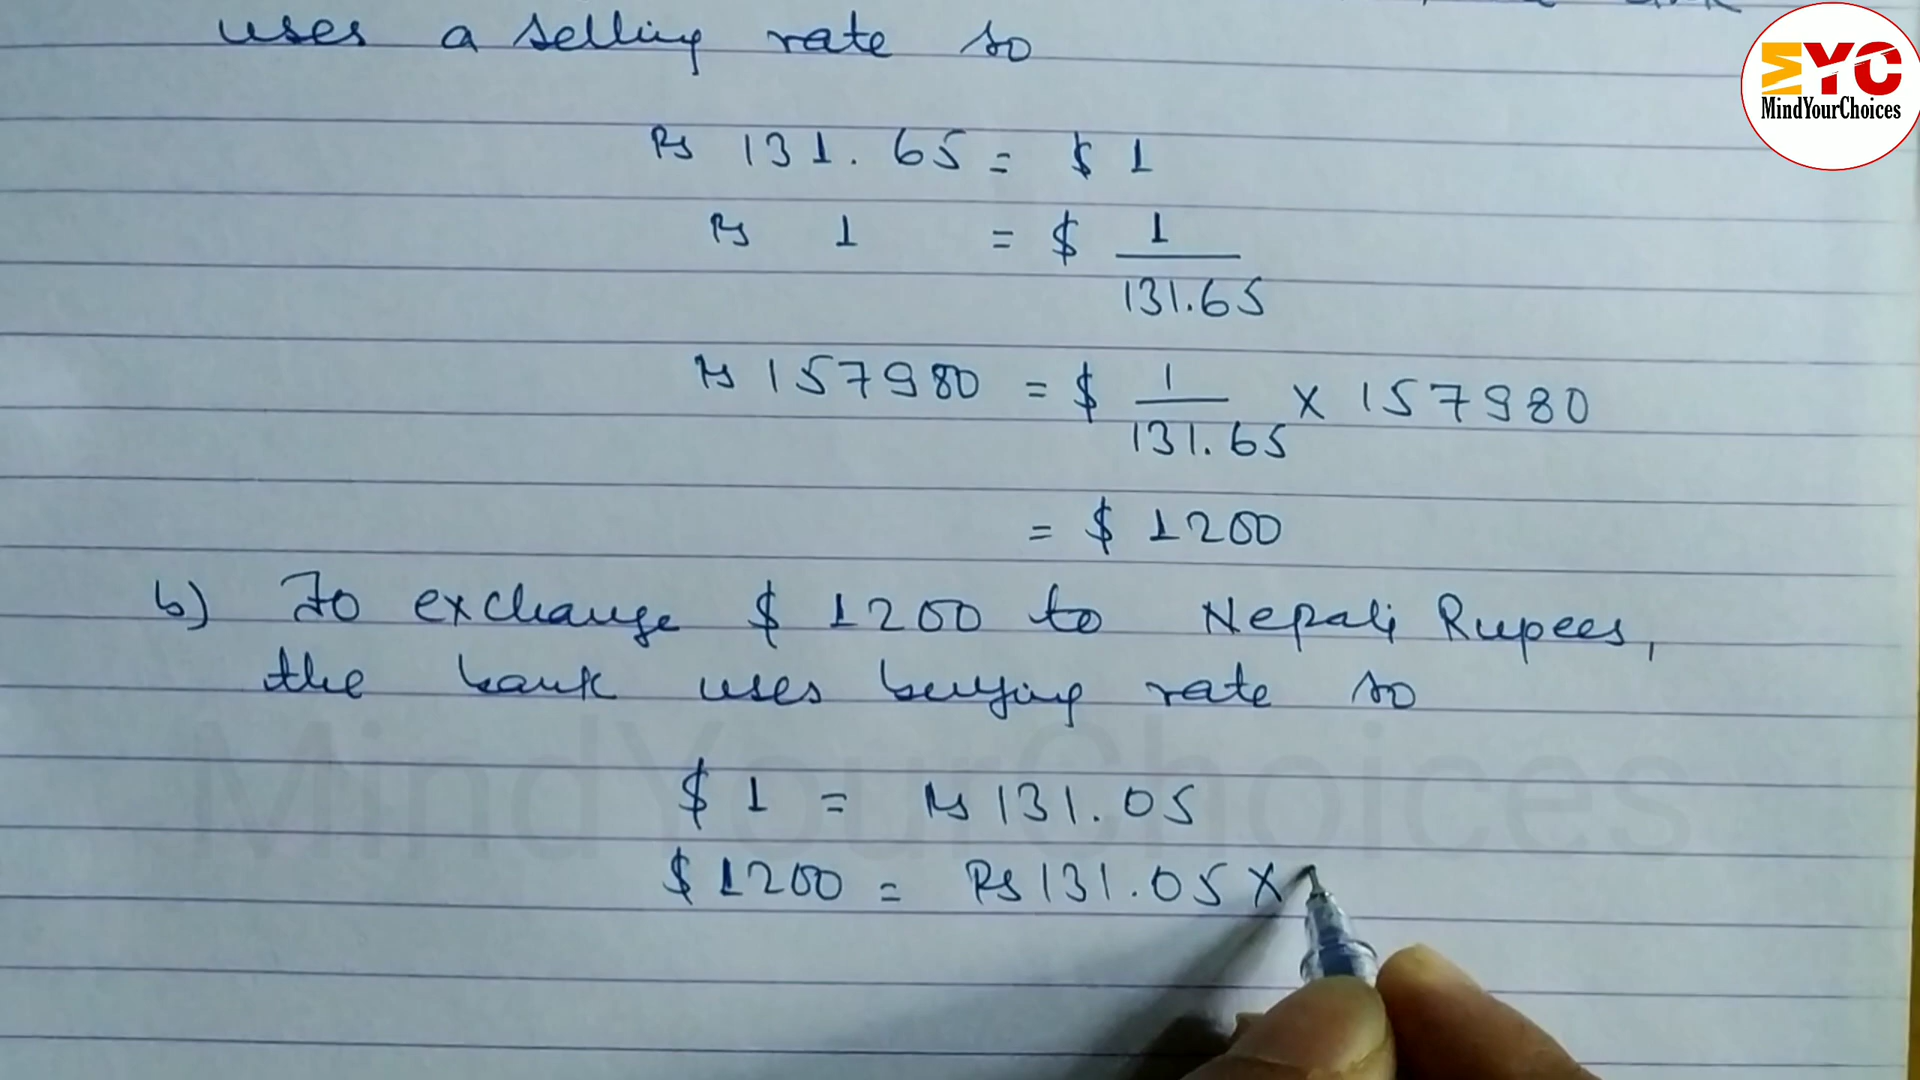 uses a selling rate so
MYC
MindYourChoices
Rs 131.65 = $ 1
Rs 1 = $ 1/131.65
Rs 157980 = $ 1/131.65 × 157980
= $ 1200
b) To exchange $ 1200 to Nepali Rupees,
the bank uses buying rate so
MindYourChoices
$ 1 = Rs 131.05
$ 1200 = Rs 131.05 ×